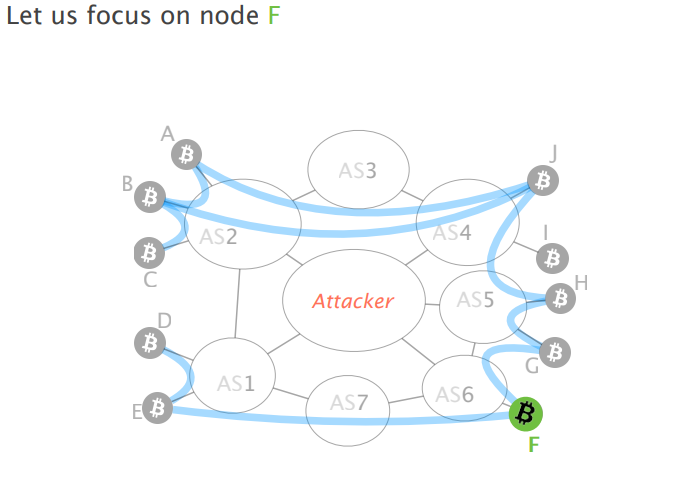 Let us focus on node F
A
AS3
J
B
AS2
AS4
I
C
H
Attacker
AS5
D
G
AS1
AS7
AS6
E
F